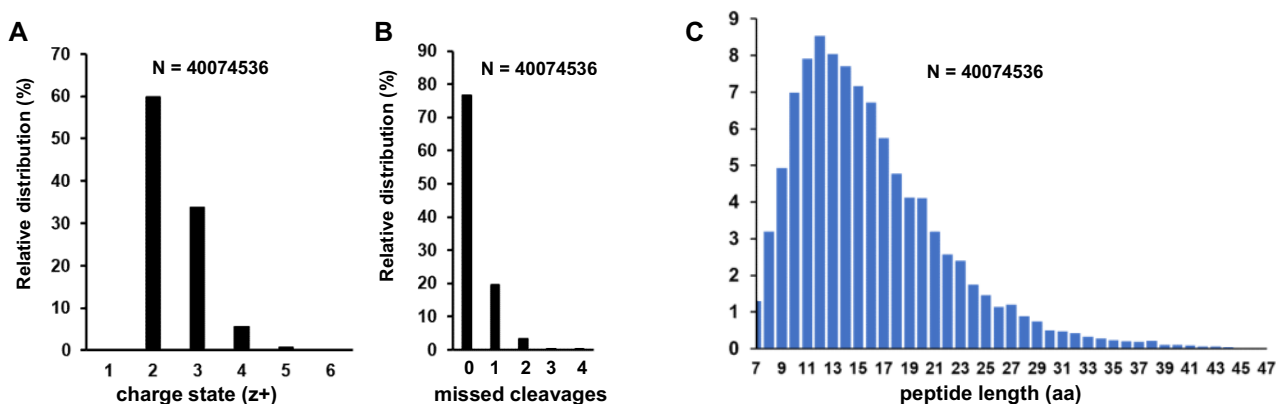 A
Relative distribution (%)
70
60
50
40
30
20
10
0
N = 40074536
1 2 3 4 5 6
charge state (z+)
B
Relative distribution (%)
90
80
70
60
50
40
30
20
10
0
N = 40074536
0 1 2 3 4
missed cleavages
C
9
8
7
6
5
4
3
2
1
0
N = 40074536
7 9 11 13 15 17 19 21 23 25 27 29 31 33 35 37 39 41 43 45 47
peptide length (aa)